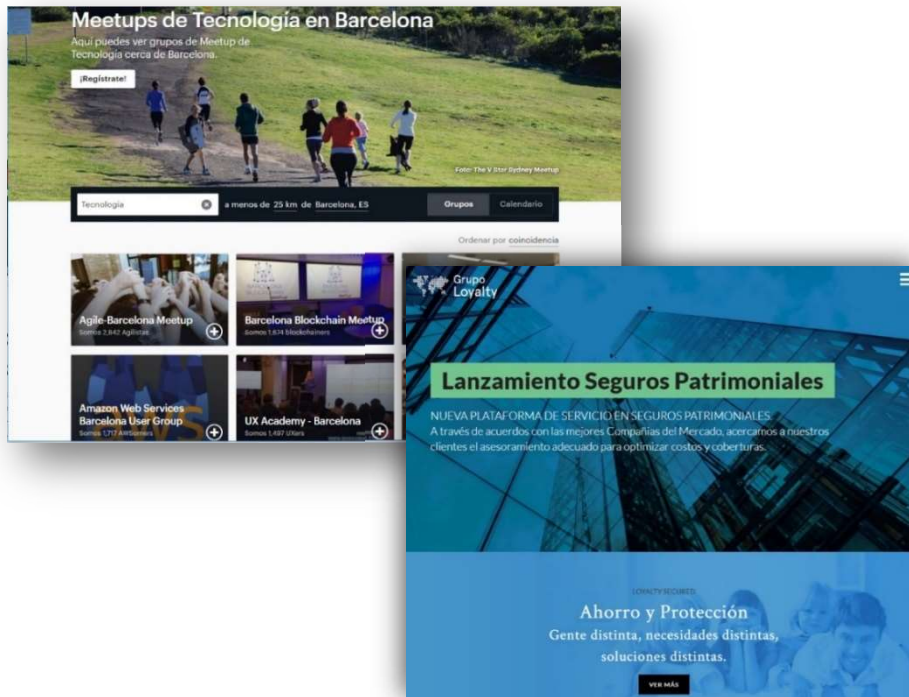 Meetups de Tecnología en Barcelona
Aquí puedes ver grupos de Meetup de
Tecnología cerca de Barcelona.
¡Regístrate!
Foto: The V Star Sydney Meetup
Tecnología
a menos de 25 km de Barcelona, ES
Grupos
Calendario
Ordenar por coincidencia
Agile-Barcelona Meetup
Somos 2,842 Agilistas
Barcelona Blockchain Meetup
Somos 1,674 blockchainers
Amazon Web Services
Barcelona User Group
Somos 1,717 AWSomers
UX Academy - Barcelona
Somos 1,497 UXers
Grupo
Loyalty
Lanzamiento Seguros Patrimoniales
NUEVA PLATAFORMA DE SERVICIO EN SEGUROS PATRIMONIALES.
A través de acuerdos con las mejores Compañias del Mercado, acercamos a nuestros
clientes el asesoramiento adecuado para optimizar costos y coberturas.
Ahorro y Protección
Gente distinta, necesidades distintas,
soluciones distintas.
VER MÁS